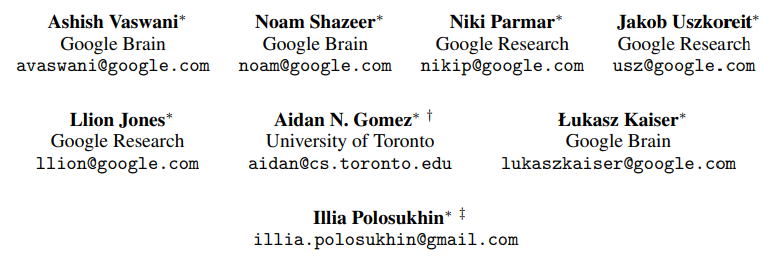 Ashish Vaswani* Noam Shazeer* Niki Parmar* Jakob Uszkoreit*
Google Brain Google Brain Google Research Google Research
avaswani@google.com noam@google.com nikip@google.com usz@google.com
Llion Jones* Aidan N. Gomez* † Łukasz Kaiser*
Google Research University of Toronto Google Brain
llion@google.com aidan@cs.toronto.edu lukaszkaiser@google.com
Illia Polosukhin* ‡
illia.polosukhin@gmail.com